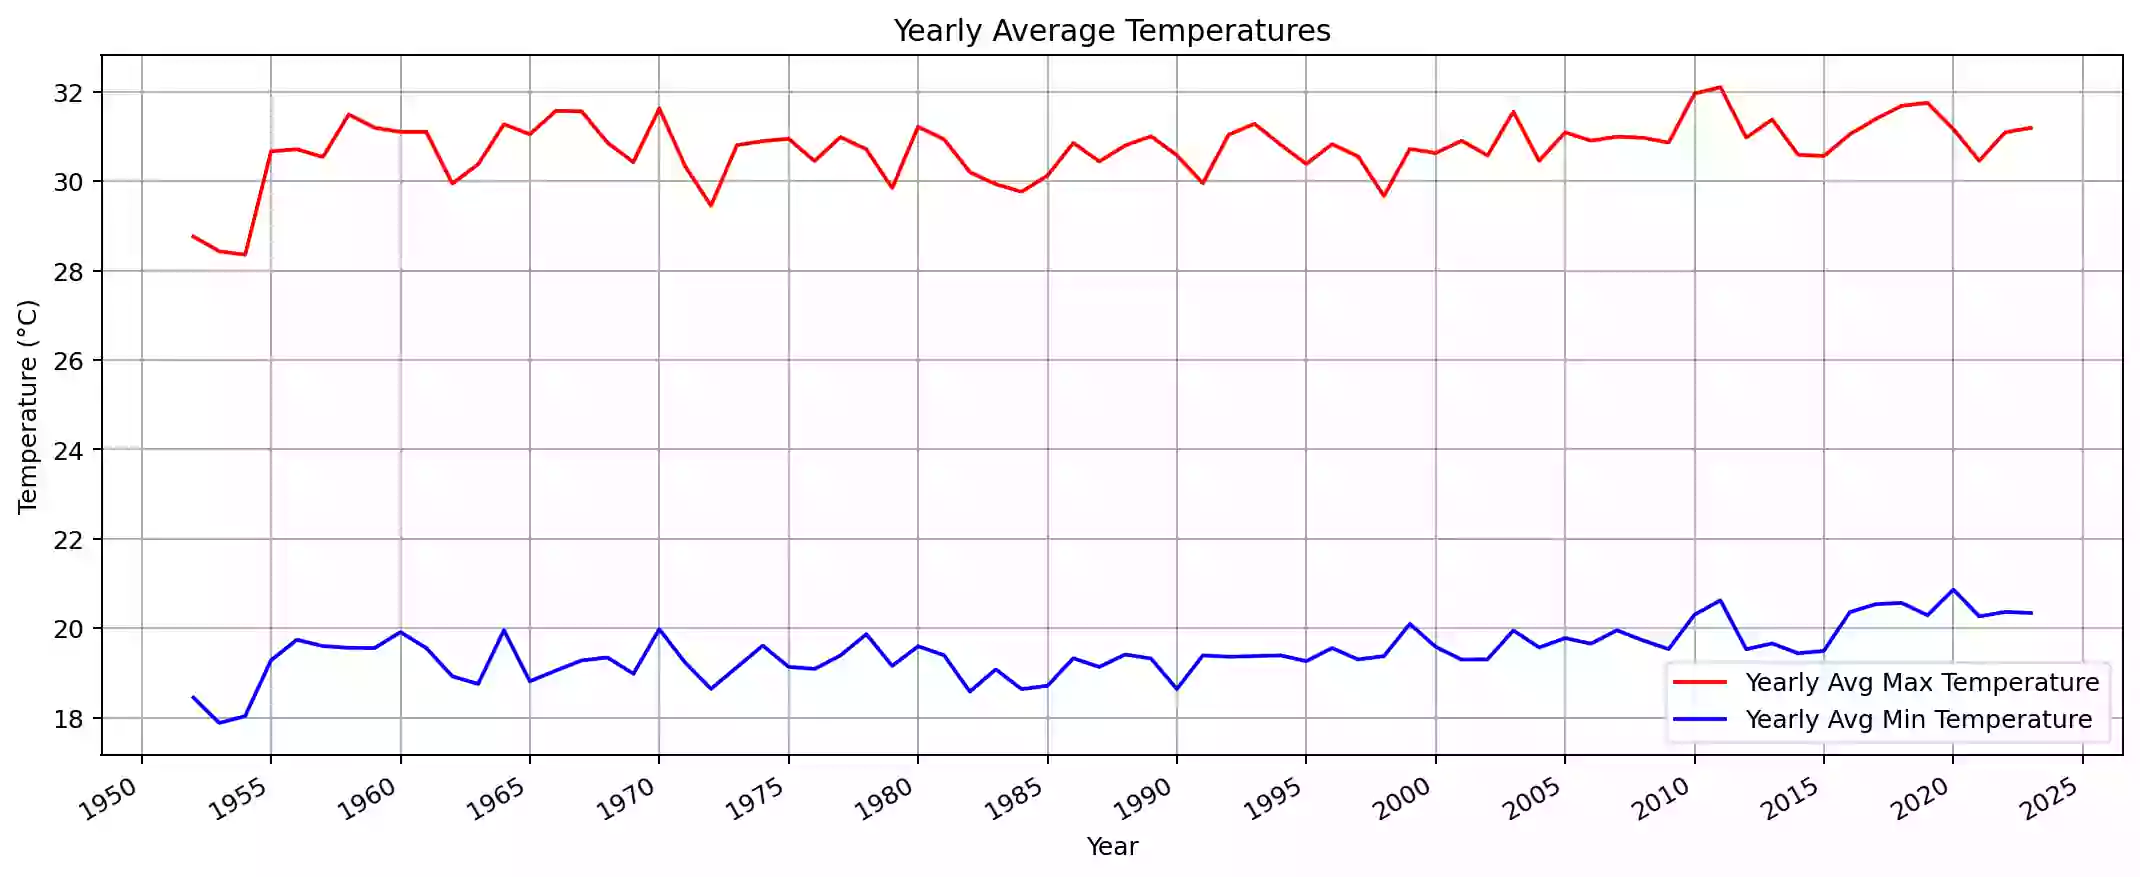 Yearly Average Temperatures
Temperature (°C)
32
30
28
26
24
22
20
18
Yearly Avg Max Temperature
Yearly Avg Min Temperature
1950 1955 1960 1965 1970 1975 1980 1985 1990 1995 2000 2005 2010 2015 2020 2025
Year